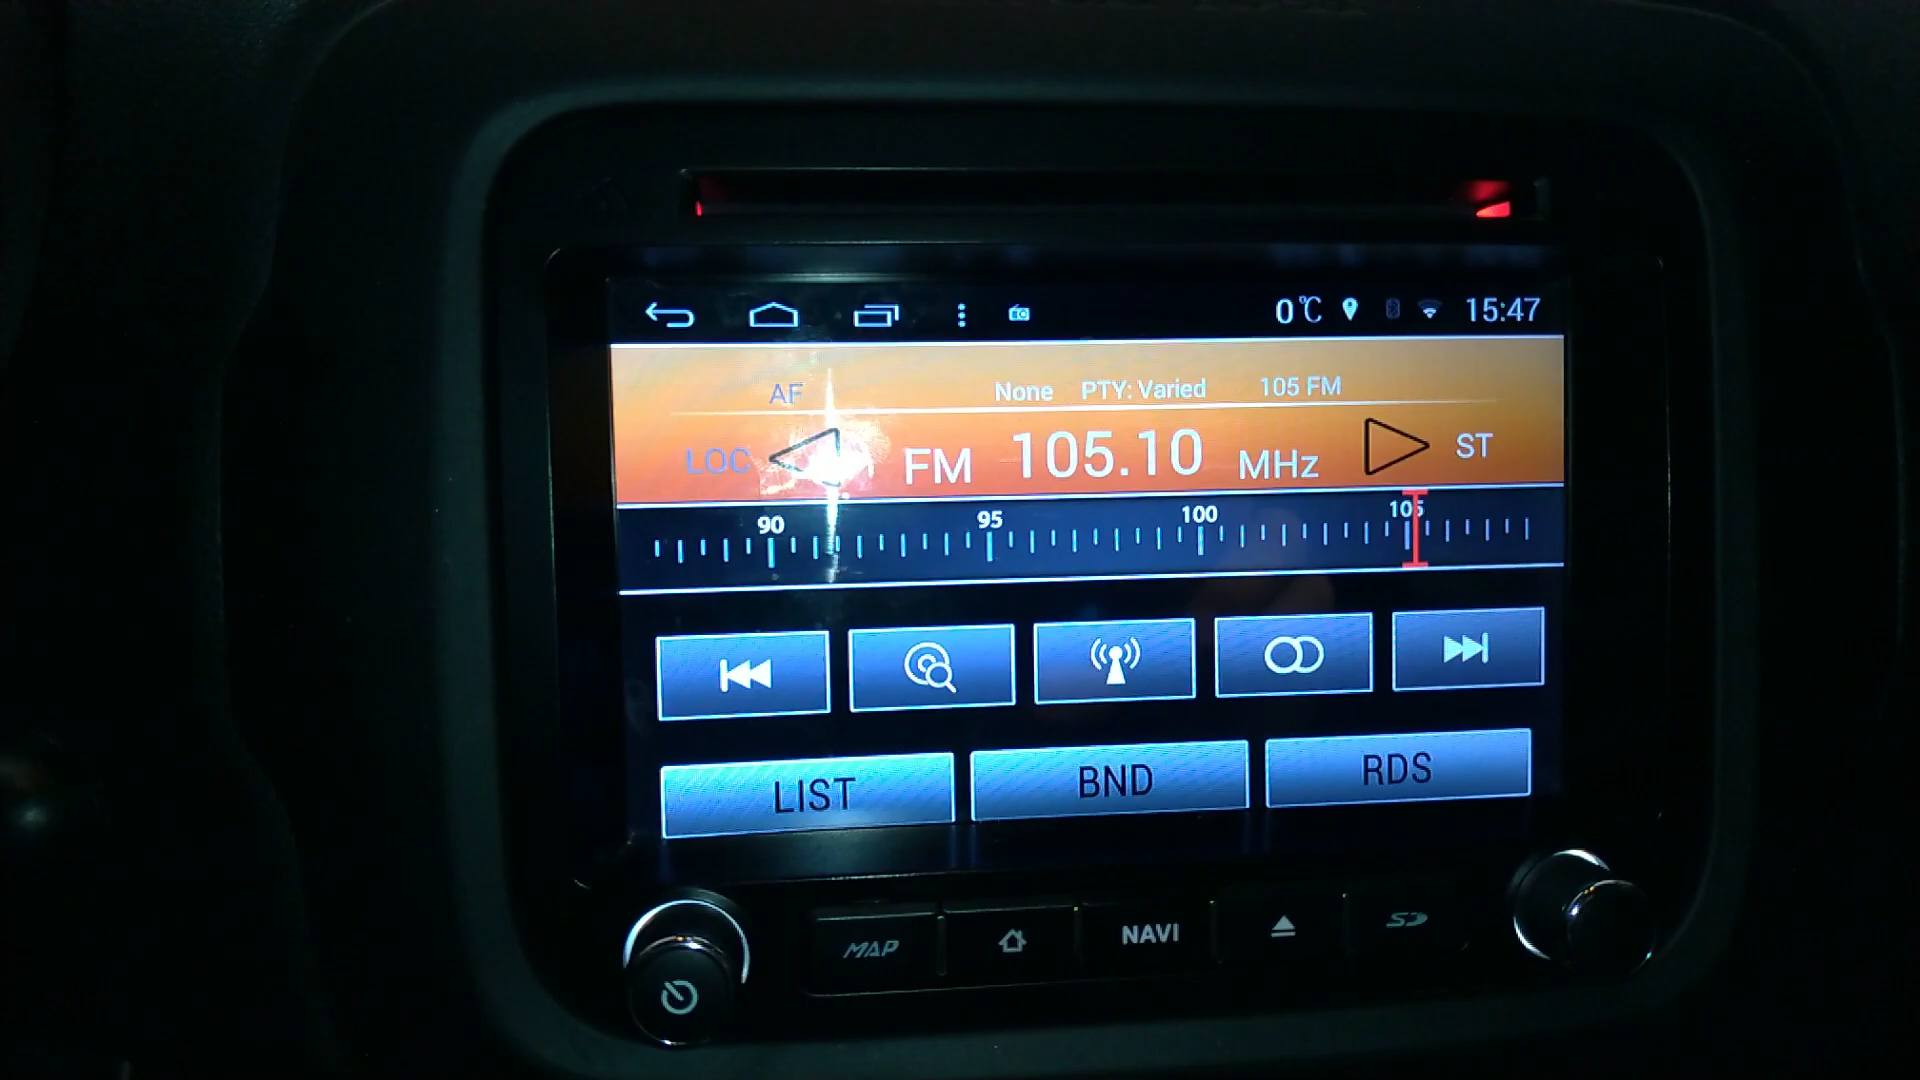 0℃ 15:47
AF None PTY: Varied 105 FM
LOC FM 105.10 MHz ST
90 95 100 105
LIST BND RDS
MAP NAVI SD